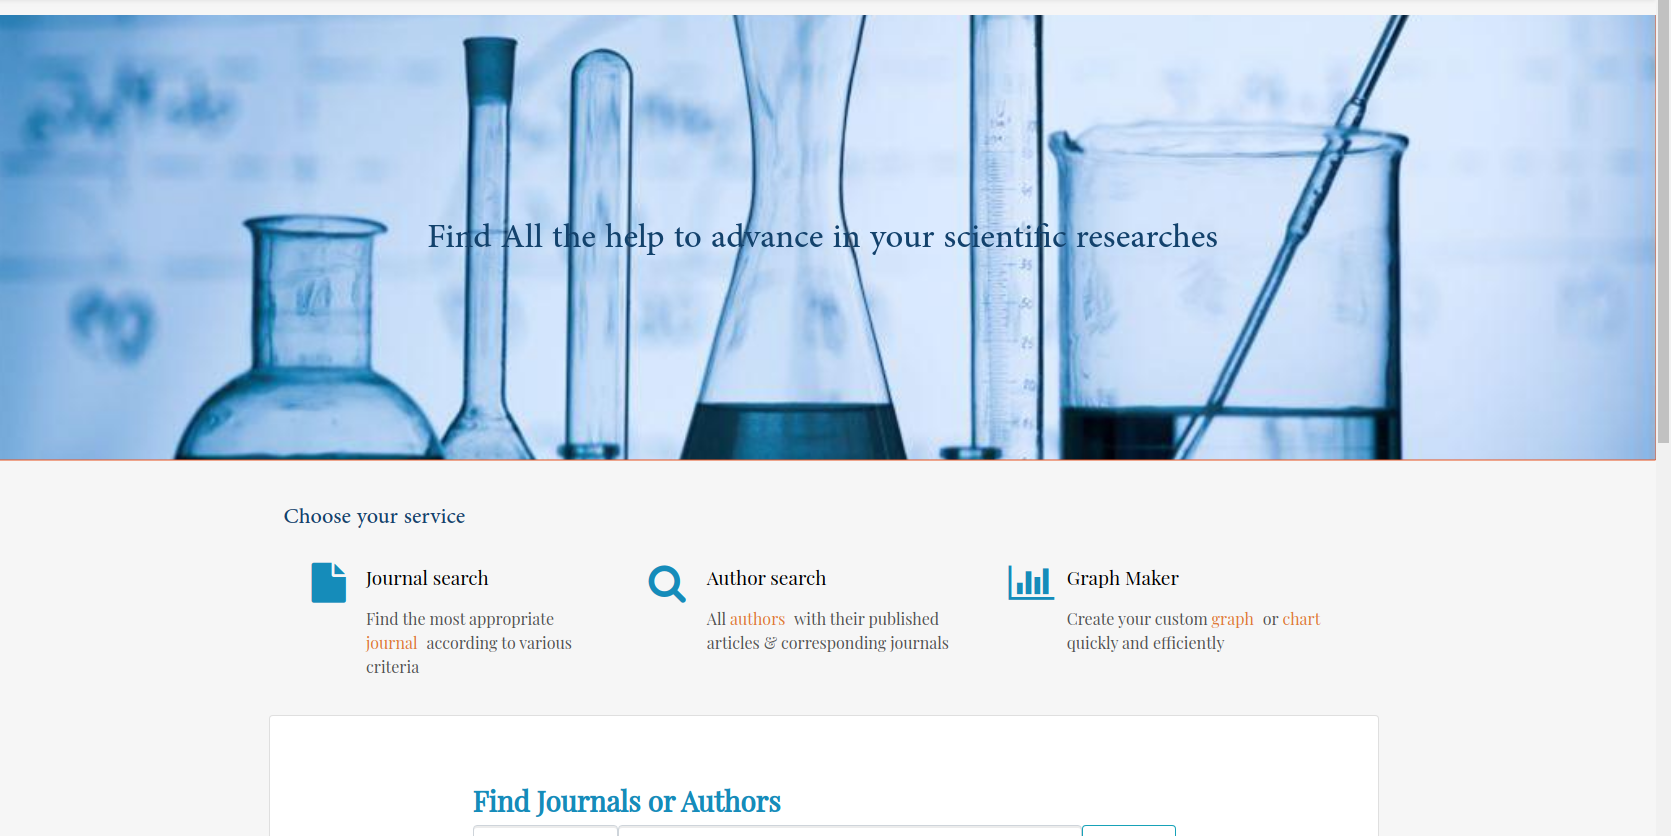 Find All the help to advance in your scientific researches
Choose your service
Journal search
Find the most appropriate
journal according to various
criteria
Author search
All authors with their published
articles & corresponding journals
Graph Maker
Create your custom graph or chart
quickly and efficiently
Find Journals or Authors